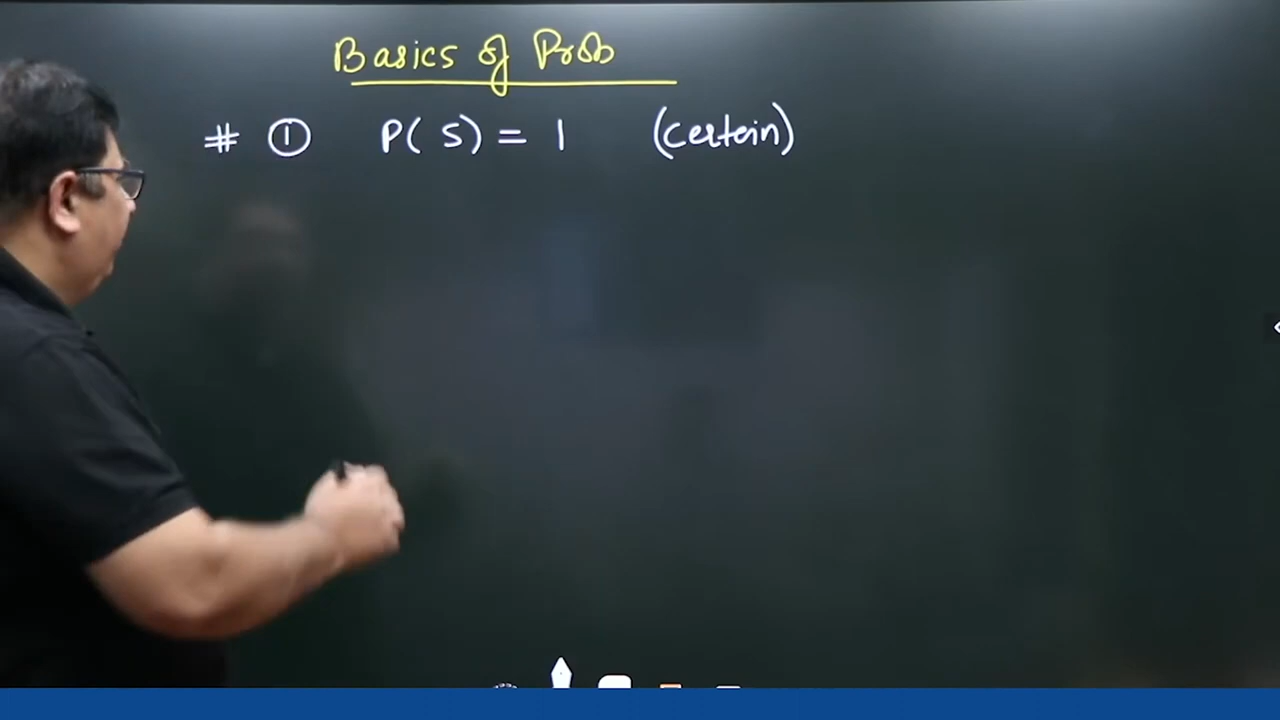 Basics of Prob
# ① P(S) = 1 (certain)